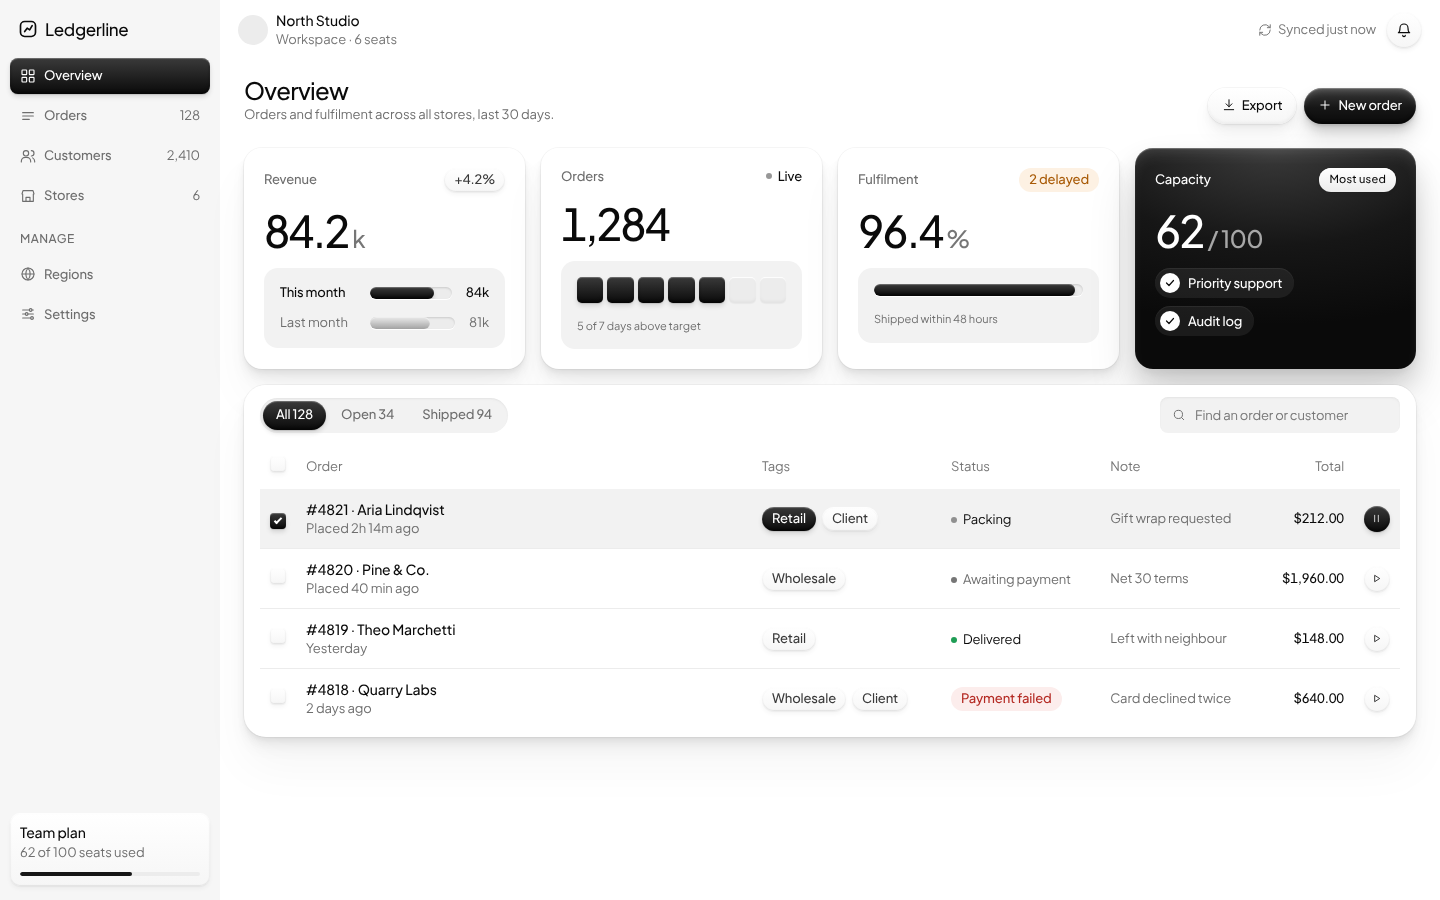 Ledgerline
Overview
Orders 128
Customers 2,410
Stores 6
MANAGE
Regions
Settings
Team plan
62 of 100 seats used
North Studio
Workspace · 6 seats
Synced just now
Overview
Orders and fulfilment across all stores, last 30 days.
Export
New order
Revenue
+4.2%
84.2k
This month 84k
Last month 81k
Orders
Live
1,284
5 of 7 days above target
Fulfilment
2 delayed
96.4%
Shipped within 48 hours
Capacity
Most used
62/100
Priority support
Audit log
All 128 Open 34 Shipped 94
Find an order or customer
Order Tags Status Note Total
#4821 · Aria Lindqvist
Placed 2h 14m ago
Retail Client Packing Gift wrap requested $212.00
#4820 · Pine & Co.
Placed 40 min ago
Wholesale Awaiting payment Net 30 terms $1,960.00
#4819 · Theo Marchetti
Yesterday
Retail Delivered Left with neighbour $148.00
#4818 · Quarry Labs
2 days ago
Wholesale Client Payment failed Card declined twice $640.00